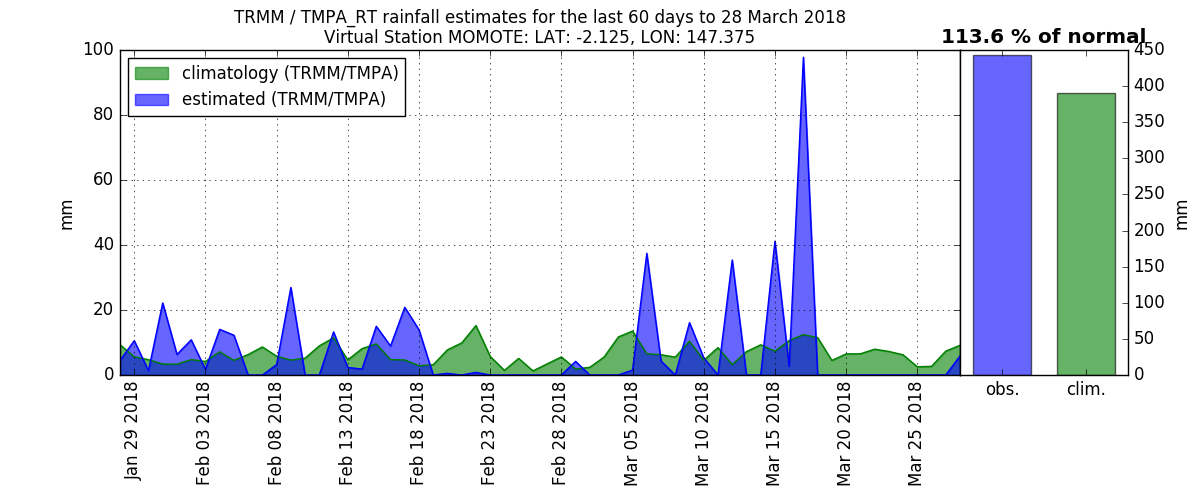 TRMM / TMPA_RT rainfall estimates for the last 60 days to 28 March 2018
Virtual Station MOMOTE: LAT: -2.125, LON: 147.375
113.6 % of normal
climatology (TRMM/TMPA)
estimated (TRMM/TMPA)
mm
100
80
60
40
20
0
Jan 29 2018
Feb 03 2018
Feb 08 2018
Feb 13 2018
Feb 18 2018
Feb 23 2018
Feb 28 2018
Mar 05 2018
Mar 10 2018
Mar 15 2018
Mar 20 2018
Mar 25 2018
obs.
clim.
450
400
350
300
250
200
150
100
50
0
mm